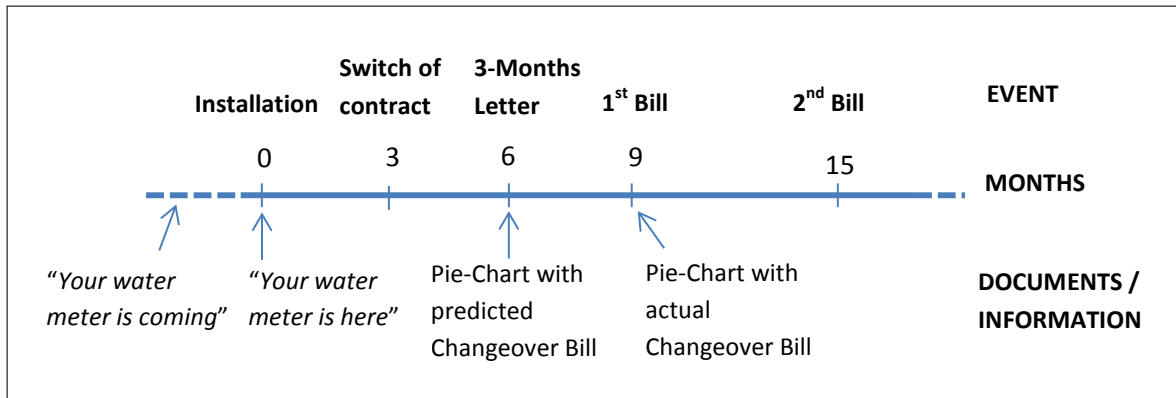 Installation
Switch of
contract
3-Months
Letter
1st Bill
2nd Bill
EVENT
0
3
6
9
15
MONTHS
“Your water
meter is coming”
“Your water
meter is here”
Pie-Chart with
predicted
Changeover Bill
Pie-Chart with
actual
Changeover Bill
DOCUMENTS /
INFORMATION